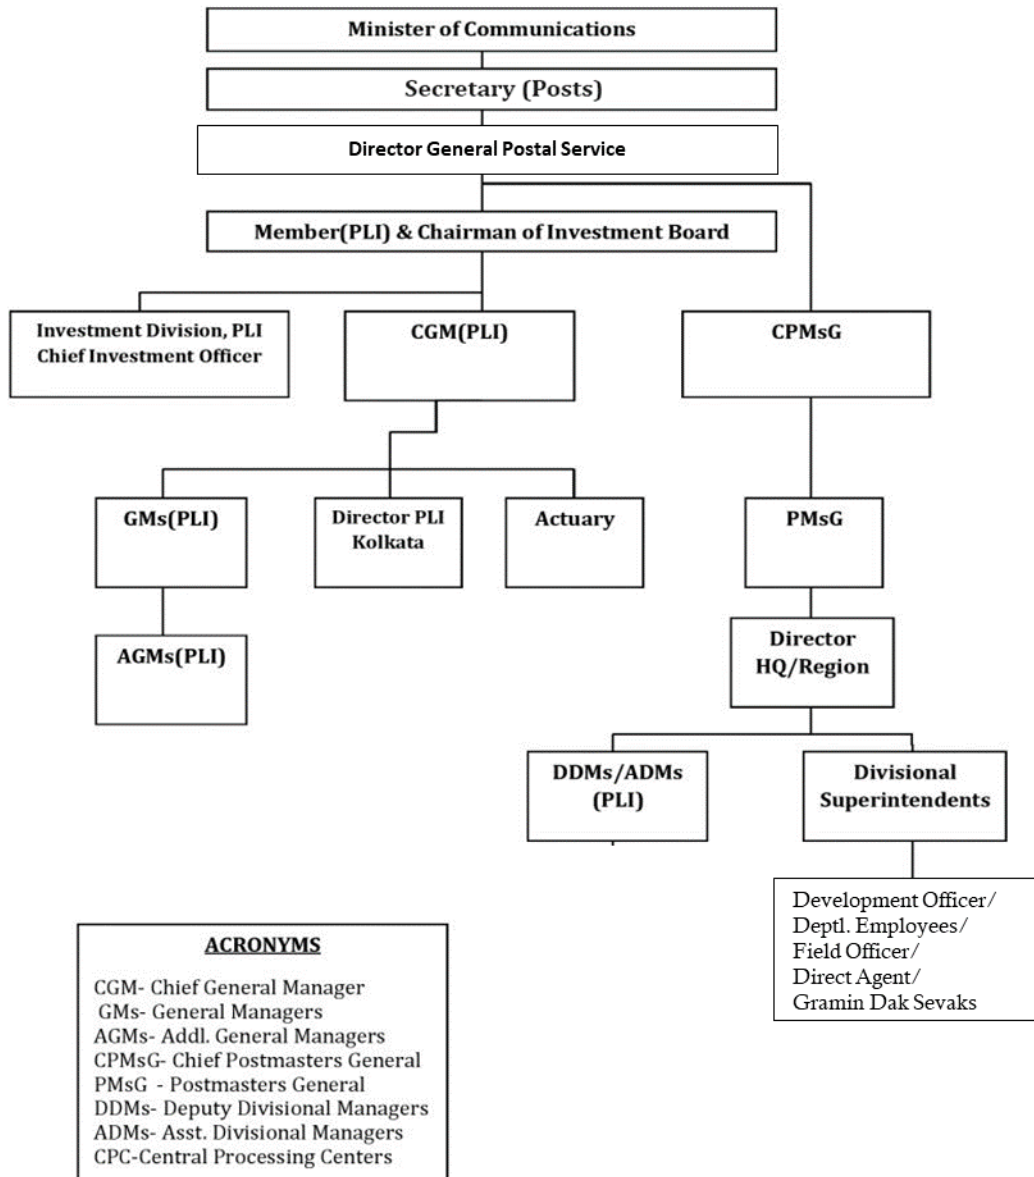 Minister of Communications
Secretary (Posts)
Director General Postal Service
Member(PLI) & Chairman of Investment Board
Investment Division, PLI
Chief Investment Officer
CGM(PLI)
CPMsG
GMs(PLI)
Director PLI
Kolkata
Actuary
PMsG
AGMs(PLI)
Director
HQ/Region
DDMs/ADMs
(PLI)
Divisional
Superintendents
Development Officer/
Deptl. Employees/
Field Officer/
Direct Agent/
Gramin Dak Sevaks
ACRONYMS
CGM- Chief General Manager
GMs- General Managers
AGMs- Addl. General Managers
CPMsG- Chief Postmasters General
PMsG - Postmasters General
DDMs- Deputy Divisional Managers
ADMs- Asst. Divisional Managers
CPC-Central Processing Centers